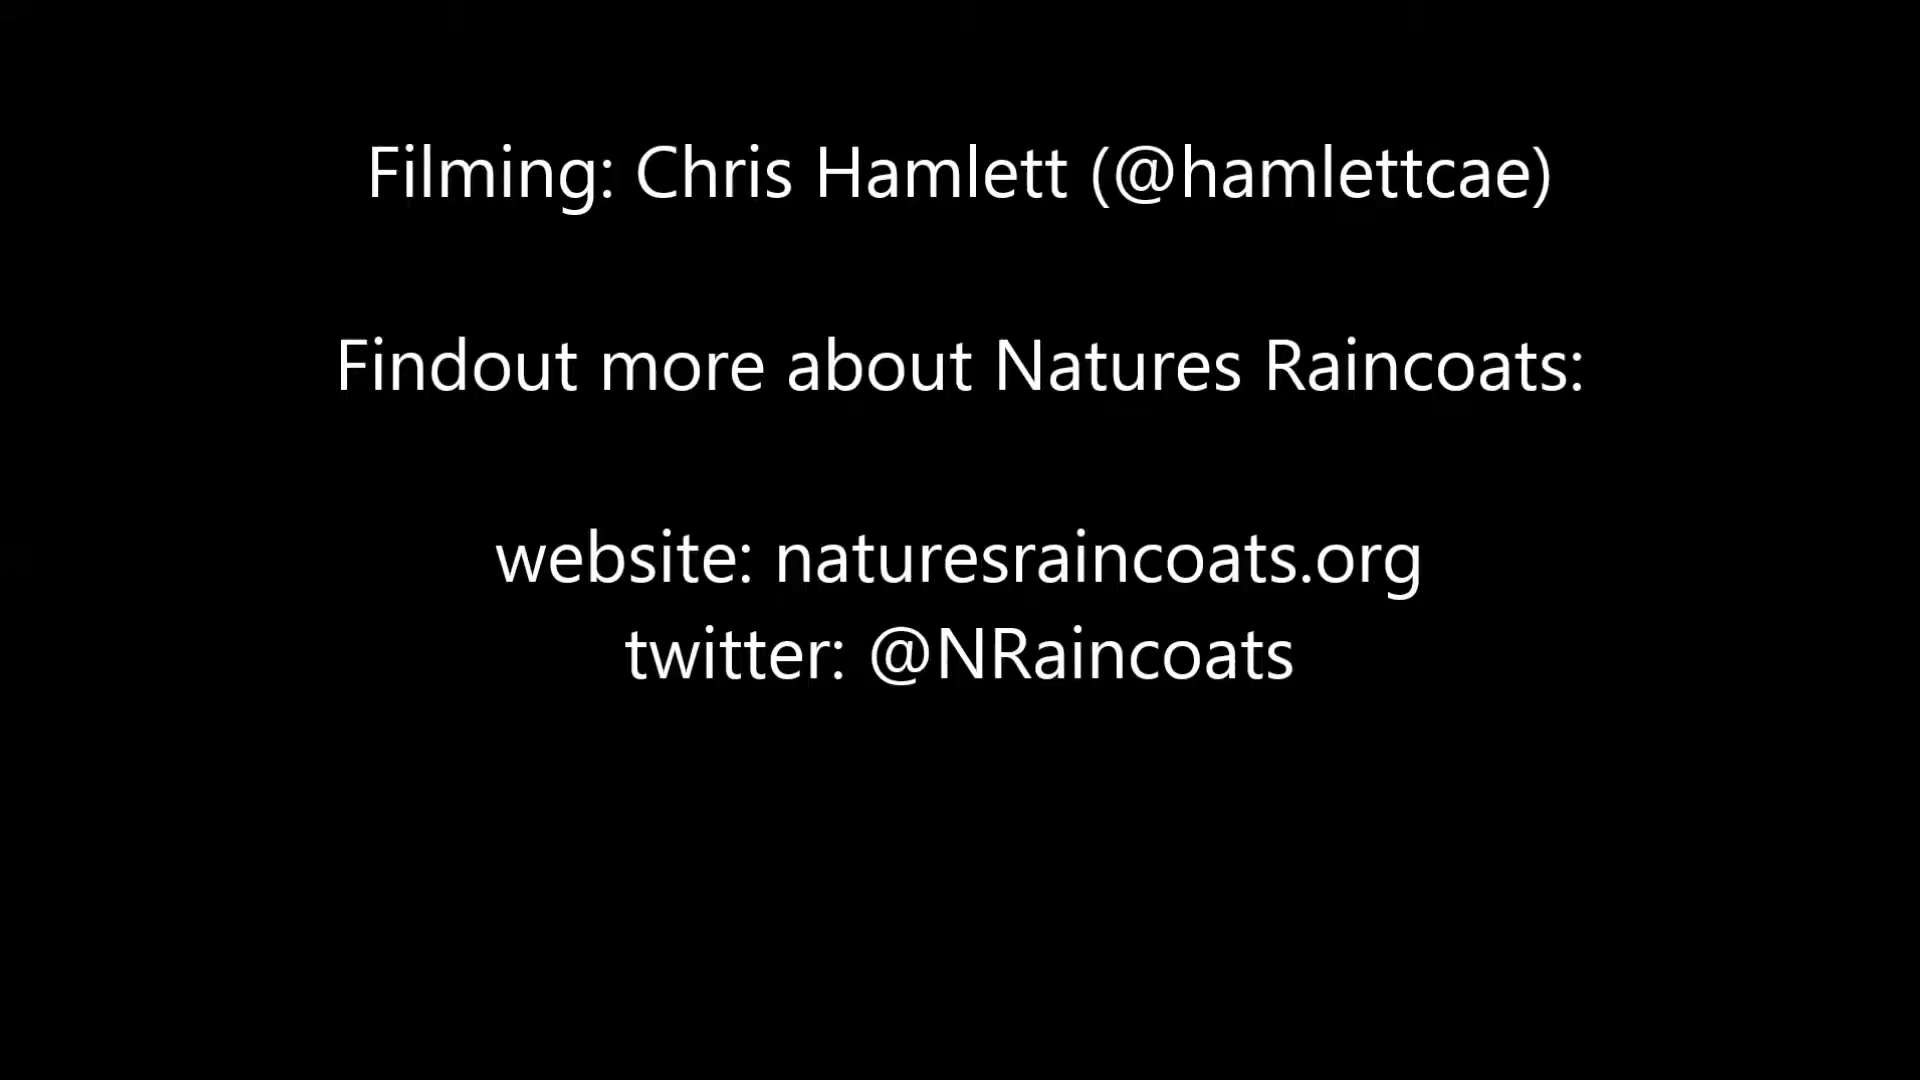 Filming: Chris Hamlett (@hamlettcae)
Findout more about Natures Raincoats:
website: naturesraincoats.org
twitter: @NRaincoats